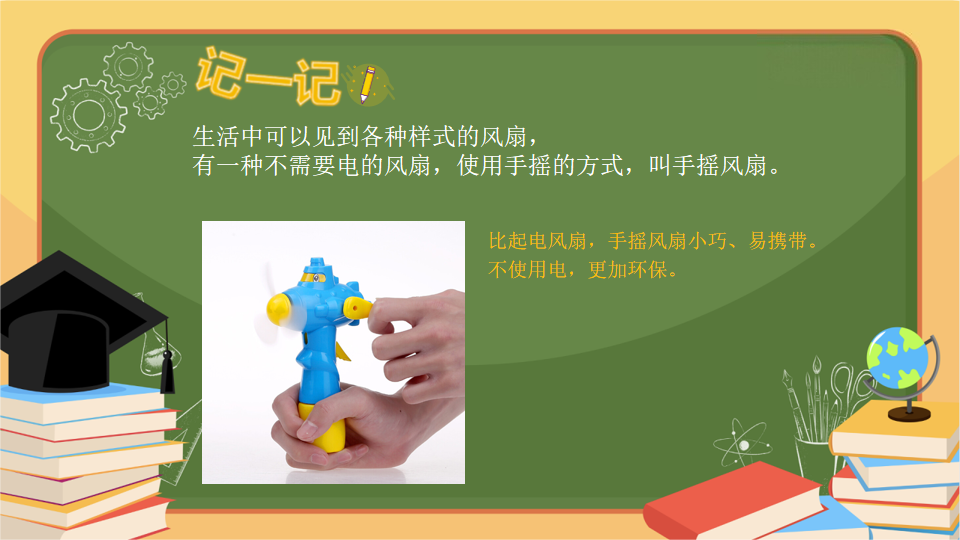 记一记
生活中可以见到各种样式的风扇，
有一种不需要电的风扇，使用手摇的方式，叫手摇风扇。
比起电风扇，手摇风扇小巧、易携带。
不使用电，更加环保。